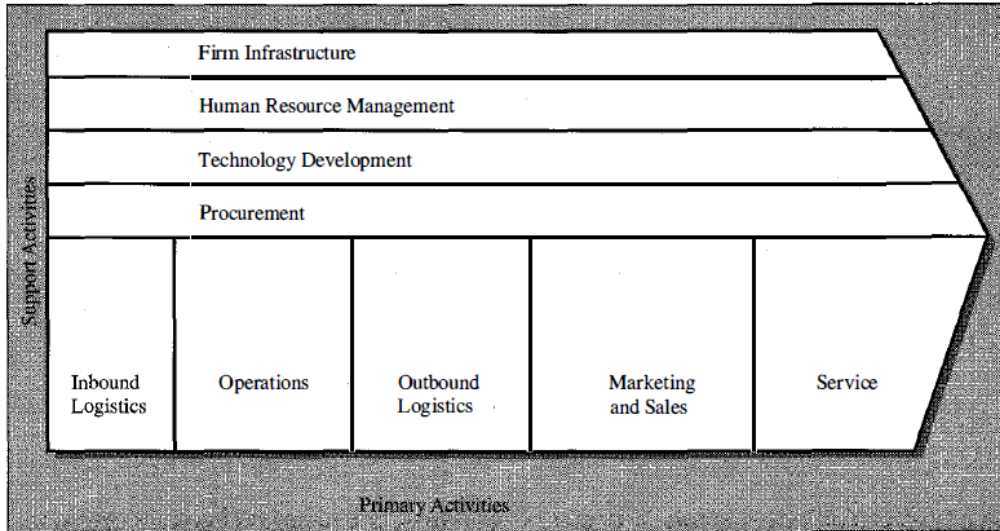 Firm Infrastructure
Human Resource Management
Technology Development
Procurement
Support Activities
Inbound
Logistics
Operations
Outbound
Logistics
Marketing
and Sales
Service
Primary Activities